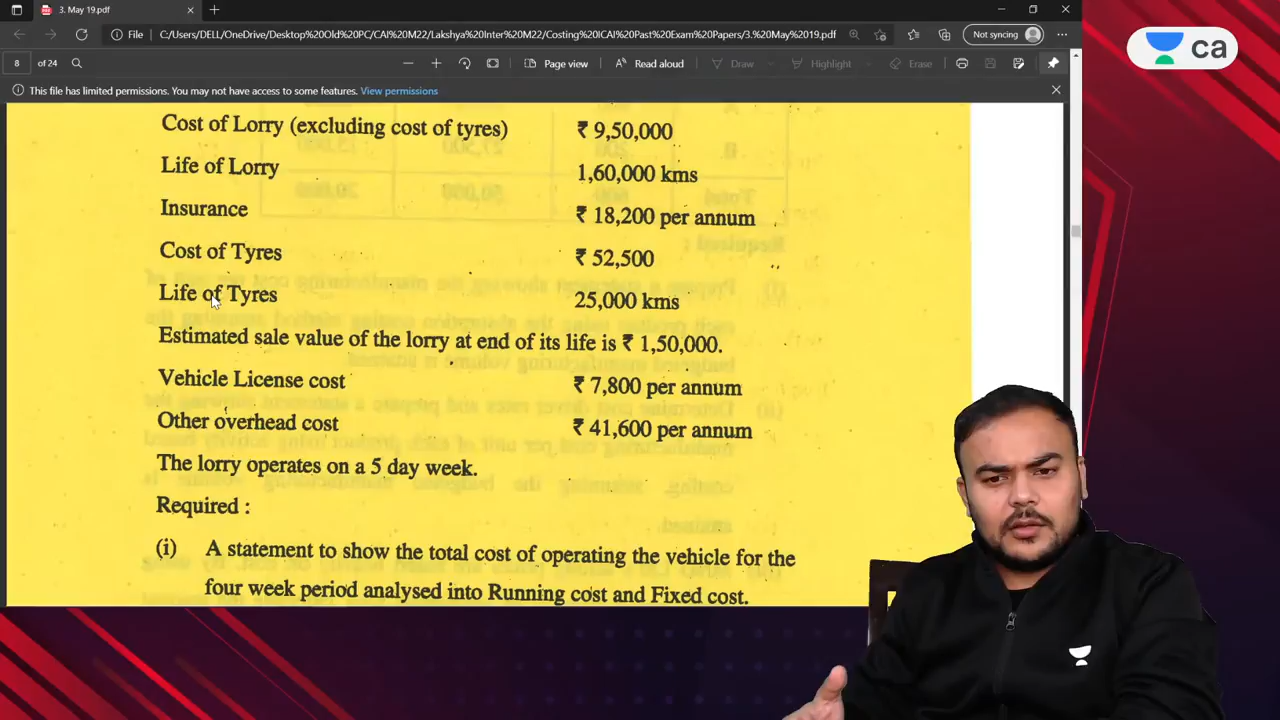 3. May 19.pdf
File
C:/Users/DELL/OneDrive/Desktop%20Old%20PC/CAI%20M22/Lakshya%20Inter%20M22/Costing%20ICAI%20Past%20Exam%20Papers/3.%20May%2019.pdf
Not syncing
8 of 24
Page view
Read aloud
Draw
Highlight
Erase
This file has limited permissions. You may not have access to some features. View permissions
ca
Cost of Lorry (excluding cost of tyres) ₹ 9,50,000
Life of Lorry 1,60,000 kms
Insurance ₹ 18,200 per annum
Cost of Tyres ₹ 52,500
Life of Tyres 25,000 kms
Estimated sale value of the lorry at end of its life is ₹ 1,50,000.
Vehicle License cost ₹ 7,800 per annum
Other overhead cost ₹ 41,600 per annum
The lorry operates on a 5 day week.
Required :
(i) A statement to show the total cost of operating the vehicle for the
four week period analysed into Running cost and Fixed cost.